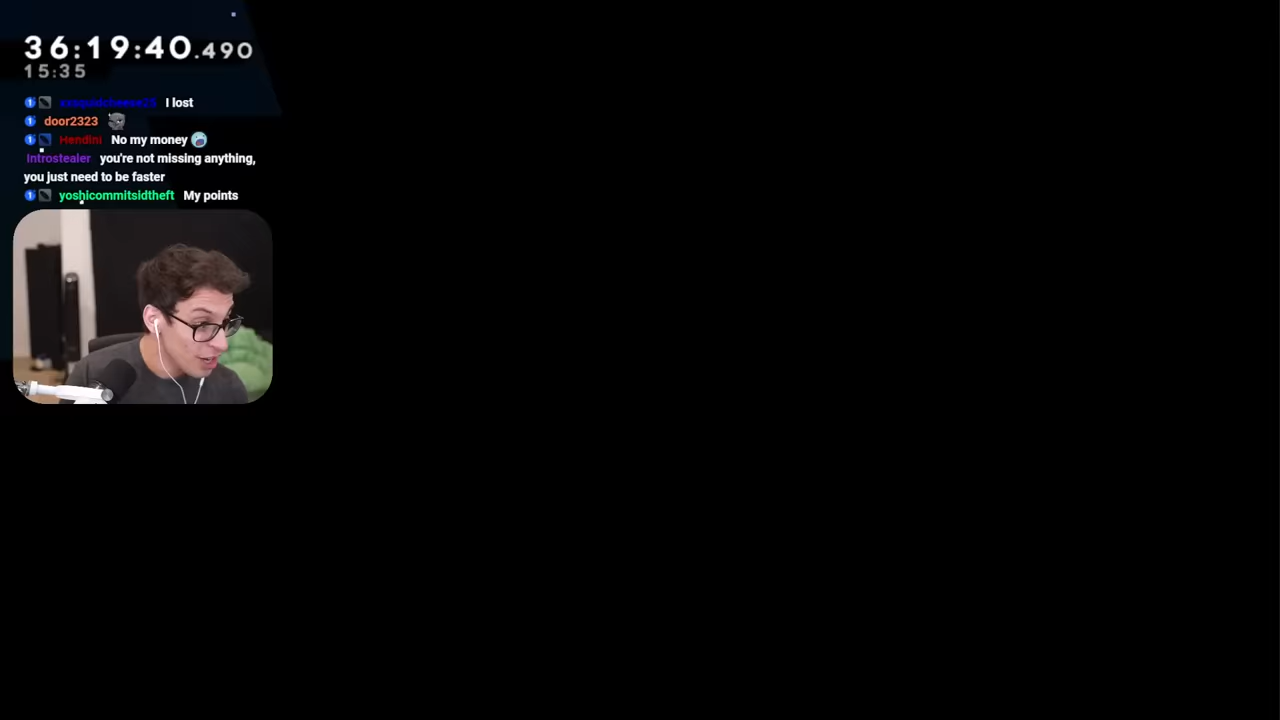 36:19:40.490
15:35
I lost
door2323
Hendini No my money
Introstealer you're not missing anything,
you just need to be faster
yoshicommitsidtheft My points